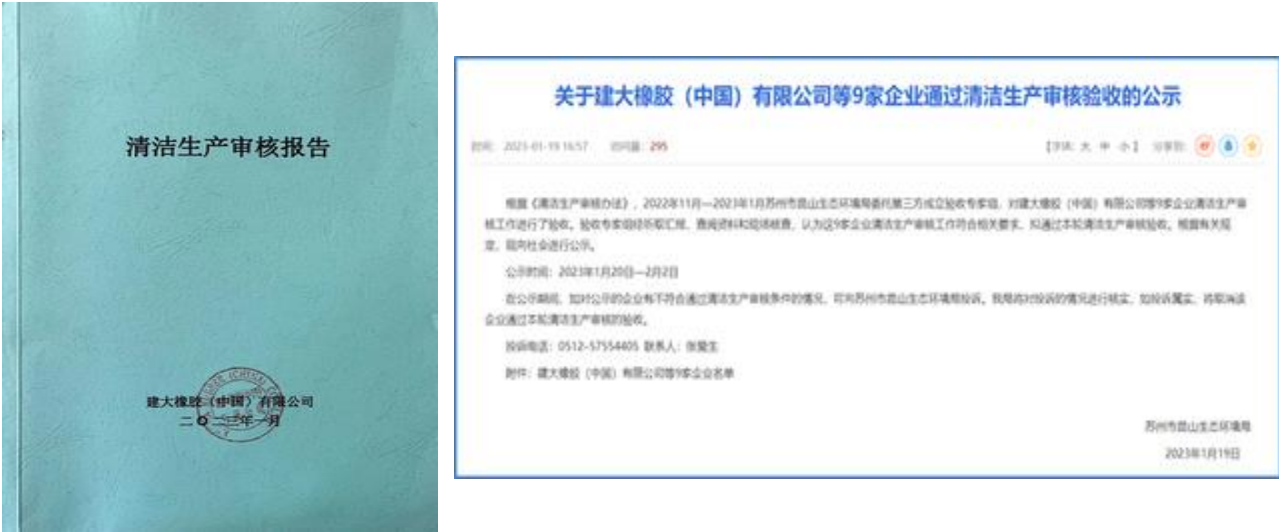 清洁生产审核报告
建大橡胶（中国）有限公司
二〇二三年一月
关于建大橡胶（中国）有限公司等9家企业通过清洁生产审核验收的公示
时间：2023-01-19 16:57 访问量：295 【字体：大 中 小】 分享到：
根据《清洁生产审核办法》，2022年11月—2023年1月苏州市昆山生态环境局委托第三方成立验收专家组，对建大橡胶（中国）有限公司等9家企业清洁生产审
核工作进行了验收。验收专家组经听取汇报、查阅资料和现场核查，认为这9家企业清洁生产审核工作符合相关要求，拟通过本轮清洁生产审核验收。根据有关规
定，现向社会进行公示。
公示时间：2023年1月20日—2月2日
在公示期间，如对公示的企业有不符合通过清洁生产审核条件的情况，可向苏州市昆山生态环境局投诉。我局将对投诉的情况进行核实，如投诉属实，将取消该
企业通过本轮清洁生产审核的验收。
投诉电话：0512-57554405 联系人：张
附件：建大橡胶（中国）有限公司等9家企业名单
苏州市昆山生态环境局
2023年1月19日